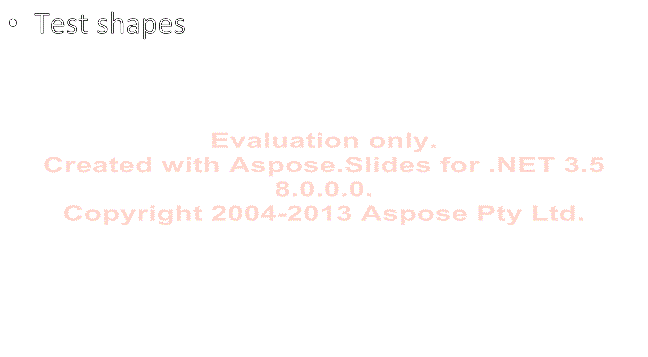 • Test shapes
Evaluation only.
Created with Aspose.Slides for .NET 3.5
8.0.0.0.
Copyright 2004-2013 Aspose Pty Ltd.